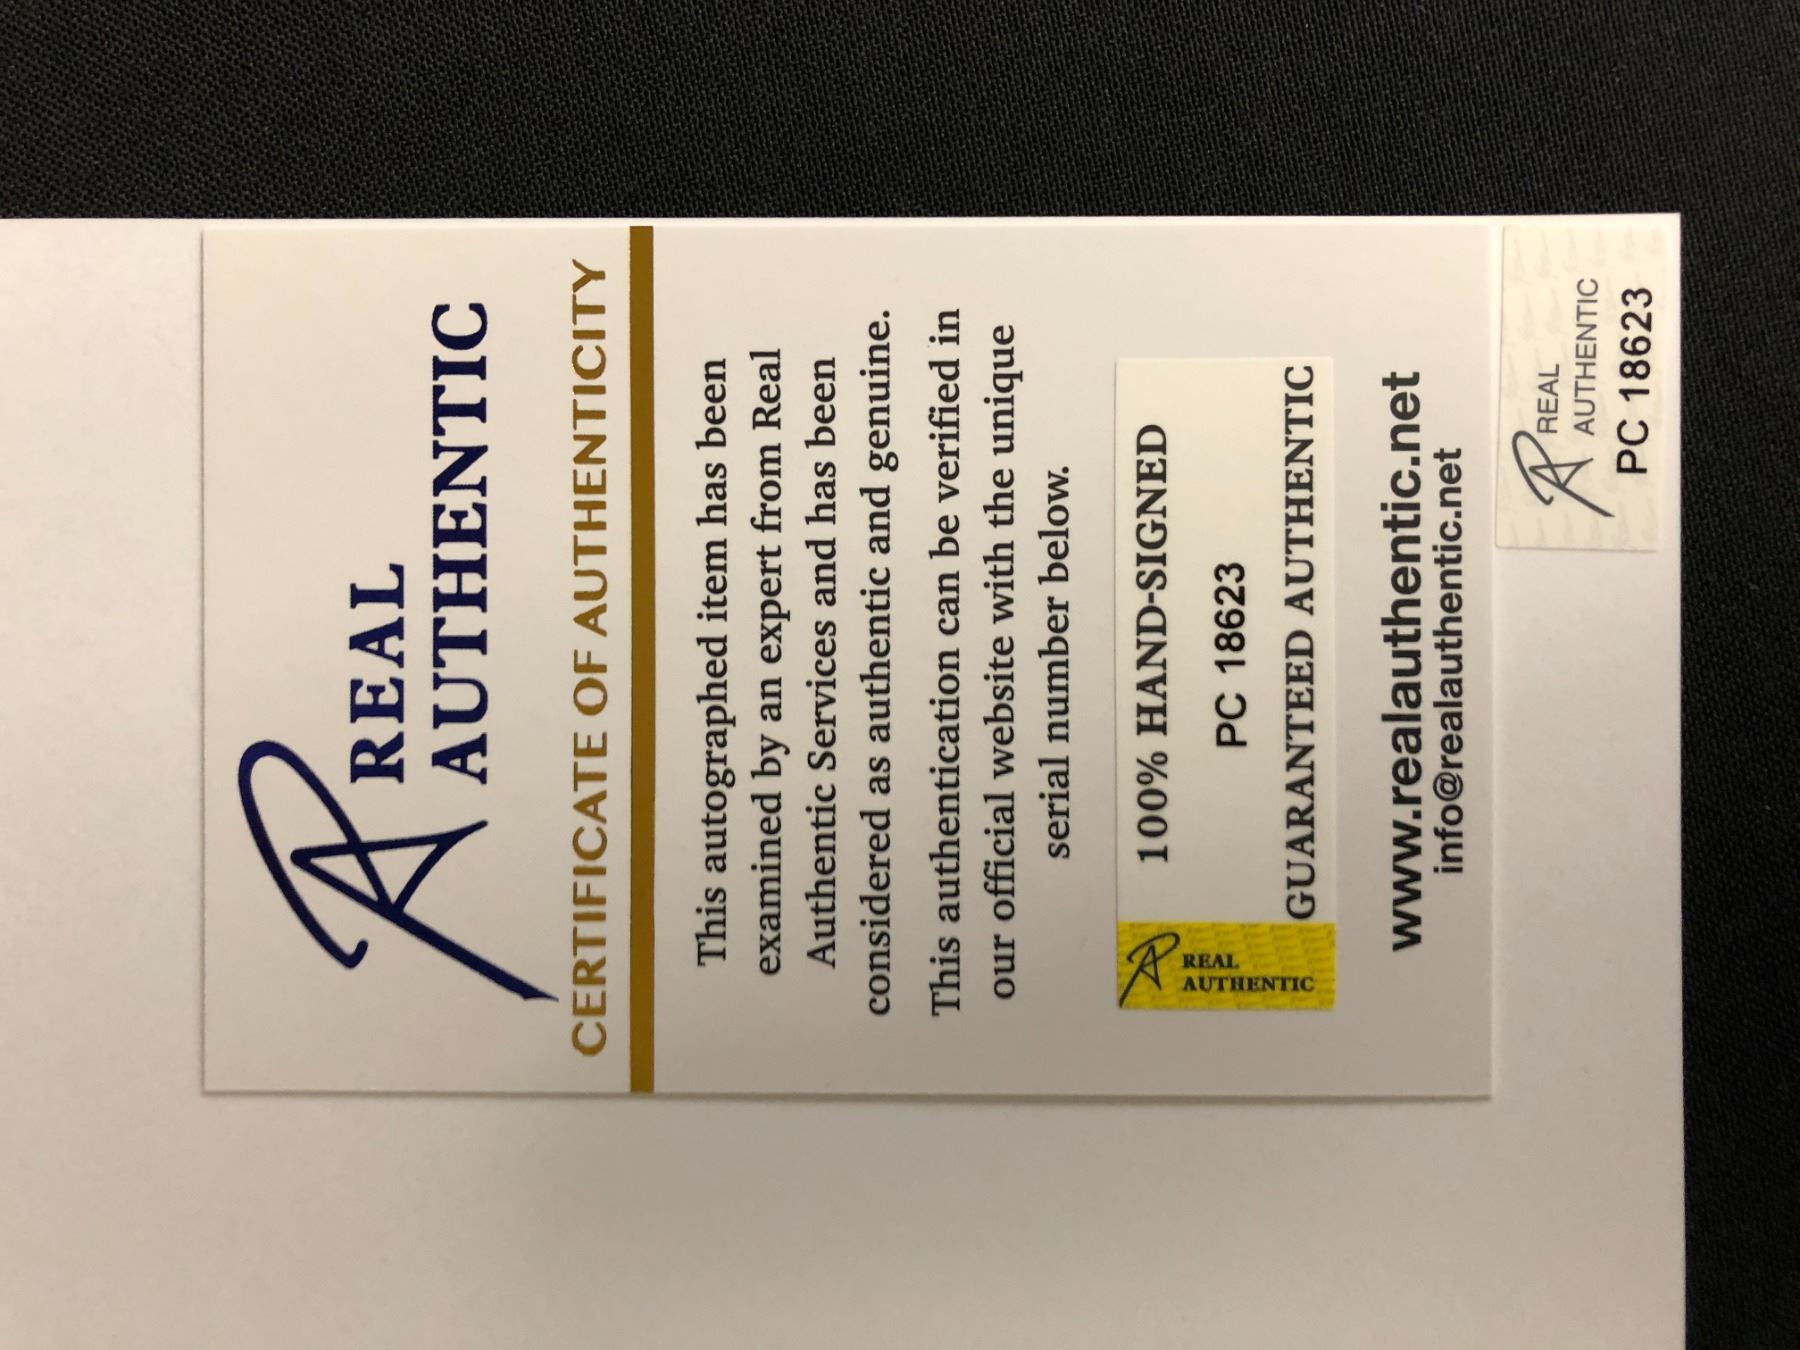 REAL
AUTHENTIC
CERTIFICATE OF AUTHENTICITY
This autographed item has been
examined by an expert from Real
Authentic Services and has been
considered as authentic and genuine.
This authentication can be verified in
our official website with the unique
serial number below.
REAL
AUTHENTIC
100% HAND-SIGNED
PC 18623
GUARANTEED AUTHENTIC
www.realauthentic.net
info@realauthentic.net
REAL
AUTHENTIC
PC 18623